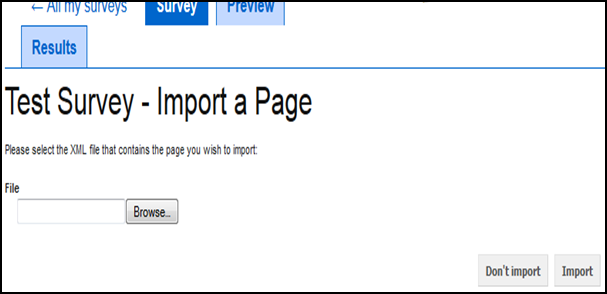 ← All my surveys Survey Preview
Results
Test Survey - Import a Page
Please select the XML file that contains the page you wish to import:
File
Browse...
Don't import Import